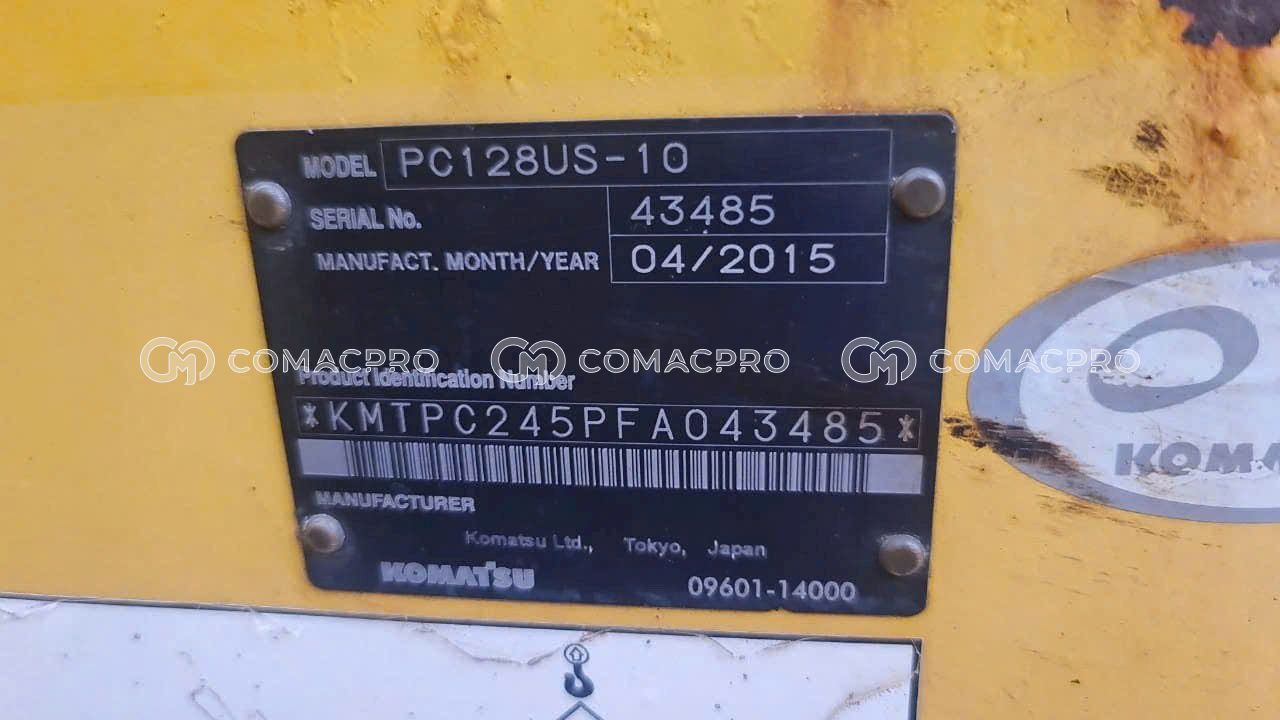 MODEL PC128US-10
SERIAL No. 43485
MANUFACT. MONTH/YEAR 04/2015
COMACPRO COMACPRO COMACPRO
Product Identification Number
*KMTPC245PFA043485*
MANUFACTURER
Komatsu Ltd., Tokyo, Japan
KOMATSU 09601-14000
KOMA